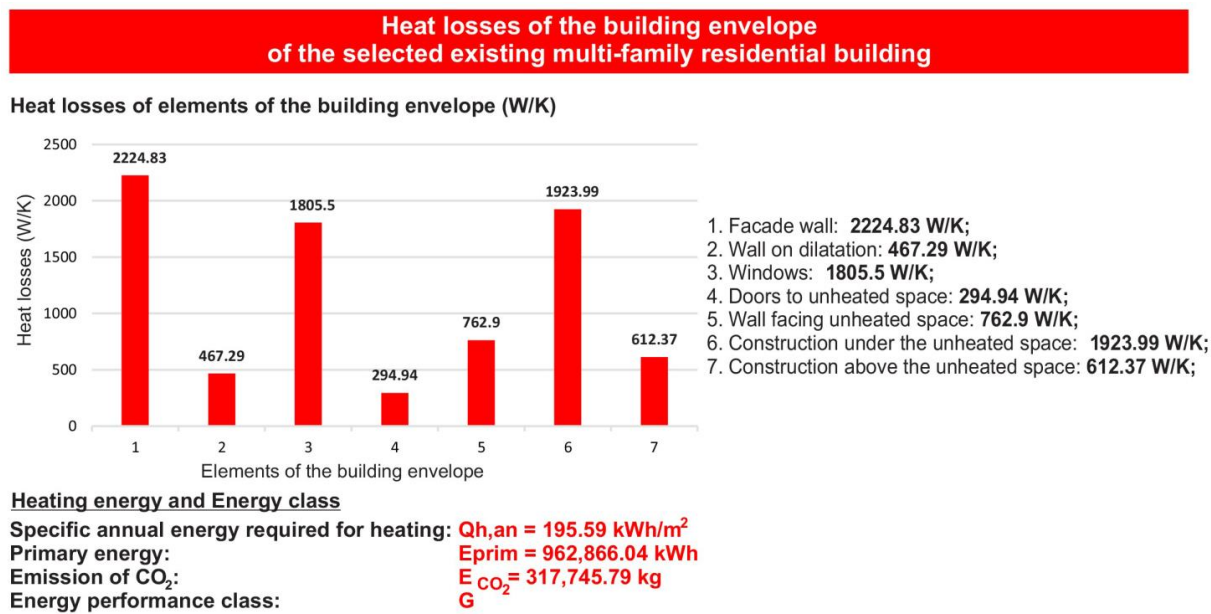 Heat losses of the building envelope
of the selected existing multi-family residential building
Heat losses of elements of the building envelope (W/K)
Heat losses (W/K)
2500
2000
1500
1000
500
0
2224.83
467.29
1805.5
294.94
762.9
1923.99
612.37
1 2 3 4 5 6 7
Elements of the building envelope
1. Facade wall: 2224.83 W/K;
2. Wall on dilatation: 467.29 W/K;
3. Windows: 1805.5 W/K;
4. Doors to unheated space: 294.94 W/K;
5. Wall facing unheated space: 762.9 W/K;
6. Construction under the unheated space: 1923.99 W/K;
7. Construction above the unheated space: 612.37 W/K;
Heating energy and Energy class
Specific annual energy required for heating: Qh,an = 195.59 kWh/m²
Primary energy: Eprim = 962,866.04 kWh
Emission of CO₂: E CO₂= 317,745.79 kg
Energy performance class: G